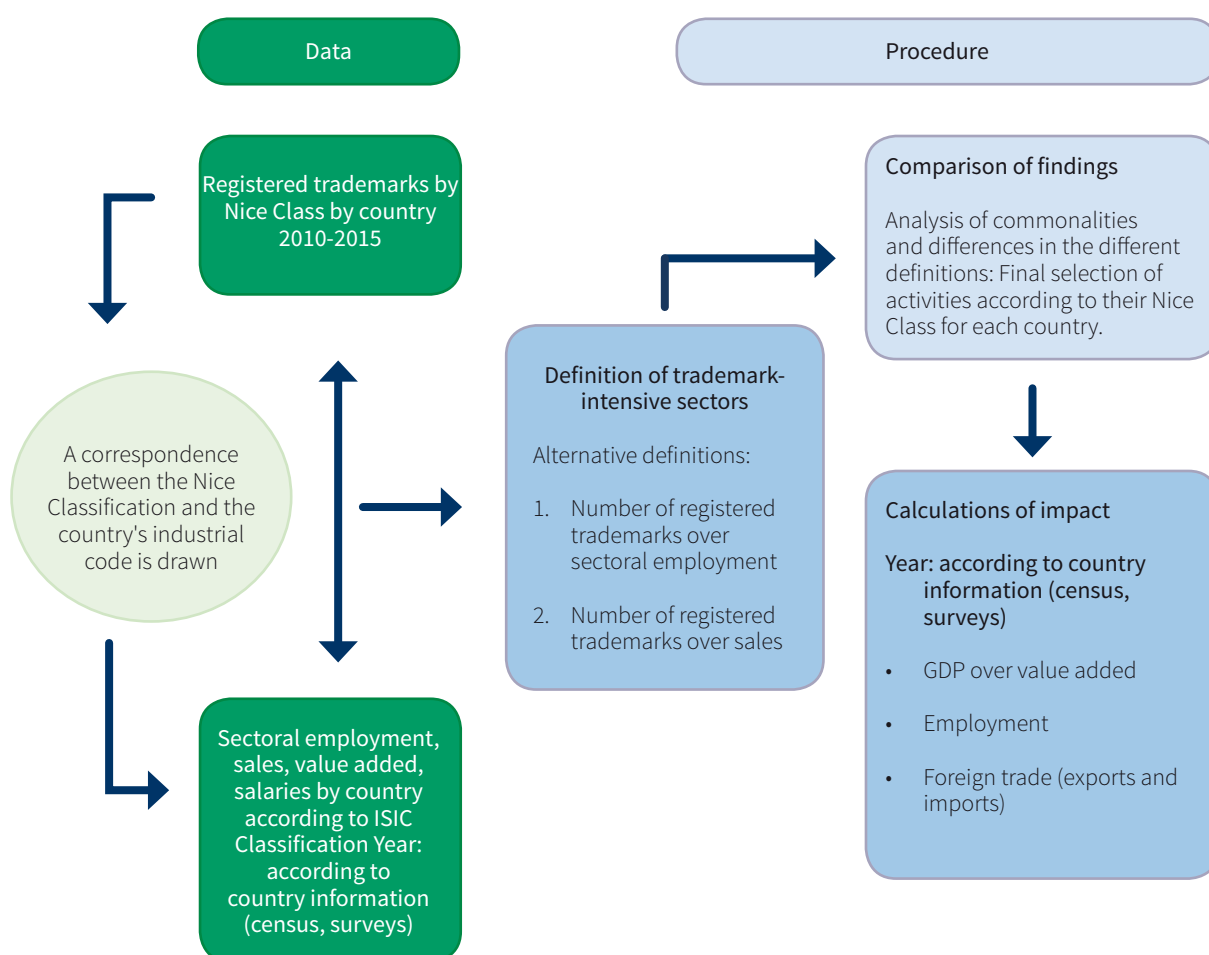 Data
Procedure
Registered trademarks by
Nice Class by country
2010-2015
A correspondence
between the Nice
Classification and the
country's industrial
code is drawn
Sectoral employment,
sales, value added,
salaries by country
according to ISIC
Classification Year:
according to
country information
(census, surveys)
Definition of trademark-
intensive sectors
Alternative definitions:
1. Number of registered
trademarks over
sectoral employment
2. Number of registered
trademarks over sales
Comparison of findings
Analysis of commonalities
and differences in the different
definitions: Final selection of
activities according to their Nice
Class for each country.
Calculations of impact
Year: according to country
information (census,
surveys)
• GDP over value added
• Employment
• Foreign trade (exports and
imports)